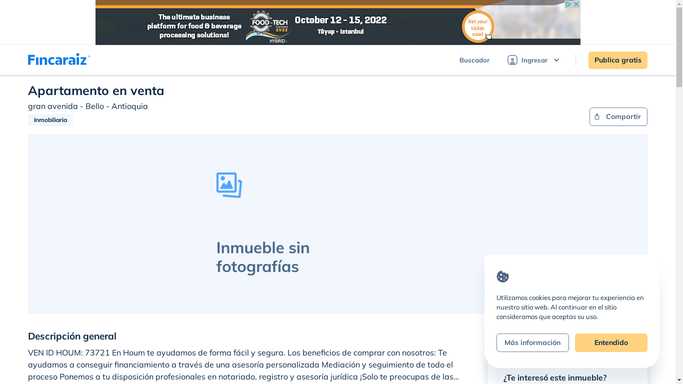 The ultimate business
platform for food & beverage
processing solutions!
FOOD-TECH
HYBRID
October 12 - 15, 2022
Tüyap - Istanbul
Fincaraiz
Buscador
Ingresar
Publica gratis
Apartamento en venta
gran avenida - Bello - Antioquia
Inmobiliaria
Compartir
Inmueble sin
fotografías
Utilizamos cookies para mejorar tu experiencia en
nuestro sitio web. Al continuar en el sitio
consideramos que aceptas su uso.
Más información
Entendido
Descripción general
VEN ID HOUM: 73721 En Houm te ayudamos de forma fácil y segura. Los beneficios de comprar con nosotros: Te
ayudamos a conseguir financiamiento a través de una asesoría personalizada Mediación y seguimiento de todo el
proceso Ponemos a tu disposición profesionales en notariado, registro y asesoría jurídica ¡Solo te preocupas de las...
¿Te interesó este inmueble?